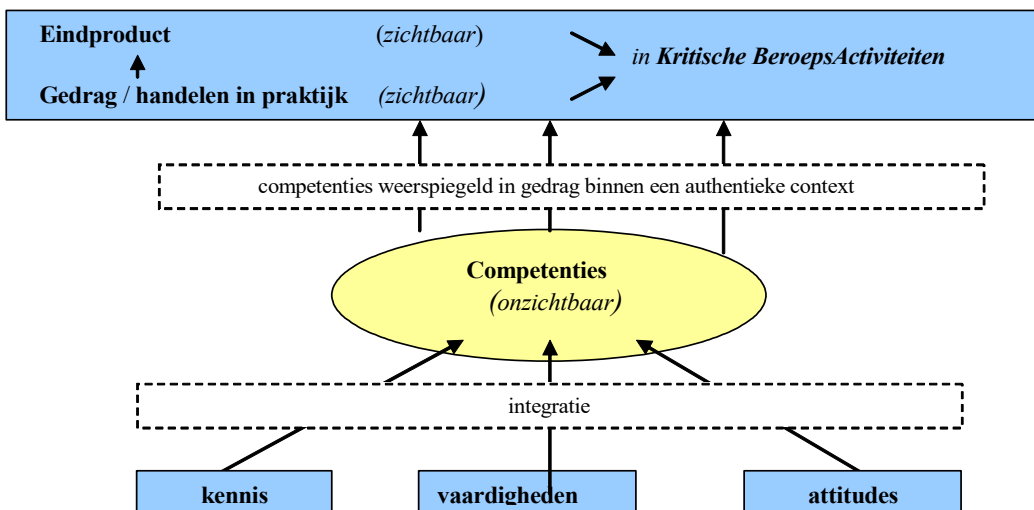 Eindproduct (zichtbaar)
in Kritische BeroepsActiviteiten
Gedrag / handelen in praktijk (zichtbaar)
competenties weerspiegeld in gedrag binnen een authentieke context
Competenties
(onzichtbaar)
integratie
kennis vaardigheden attitudes